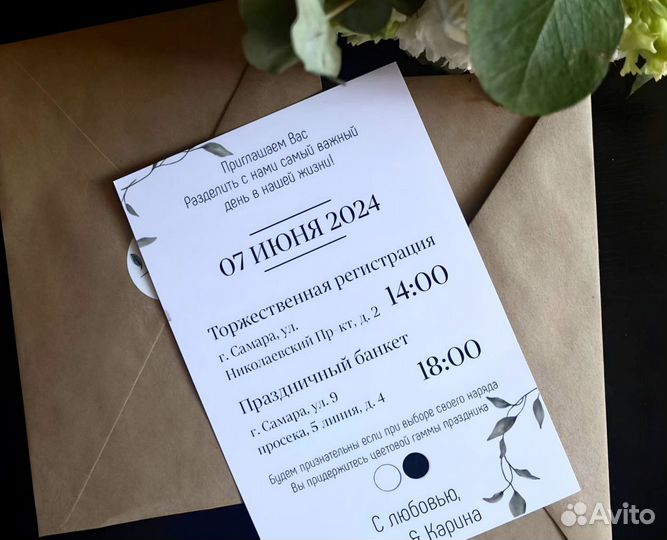 Приглашаем Вас
Разделить с нами самый важный
день в нашей жизни!
07 ИЮНЯ 2024
Торжественная регистрация
г. Самара, ул.
Николаевский Пр-кт, д. 2
14:00
Праздничный банкет
г. Самара, ул. 9
просека, 5 линия, д. 4
18:00
Будем признательны если при выборе своего наряда
Вы придержитесь цветовой гаммы праздника
С любовью,
& Карина
Avito